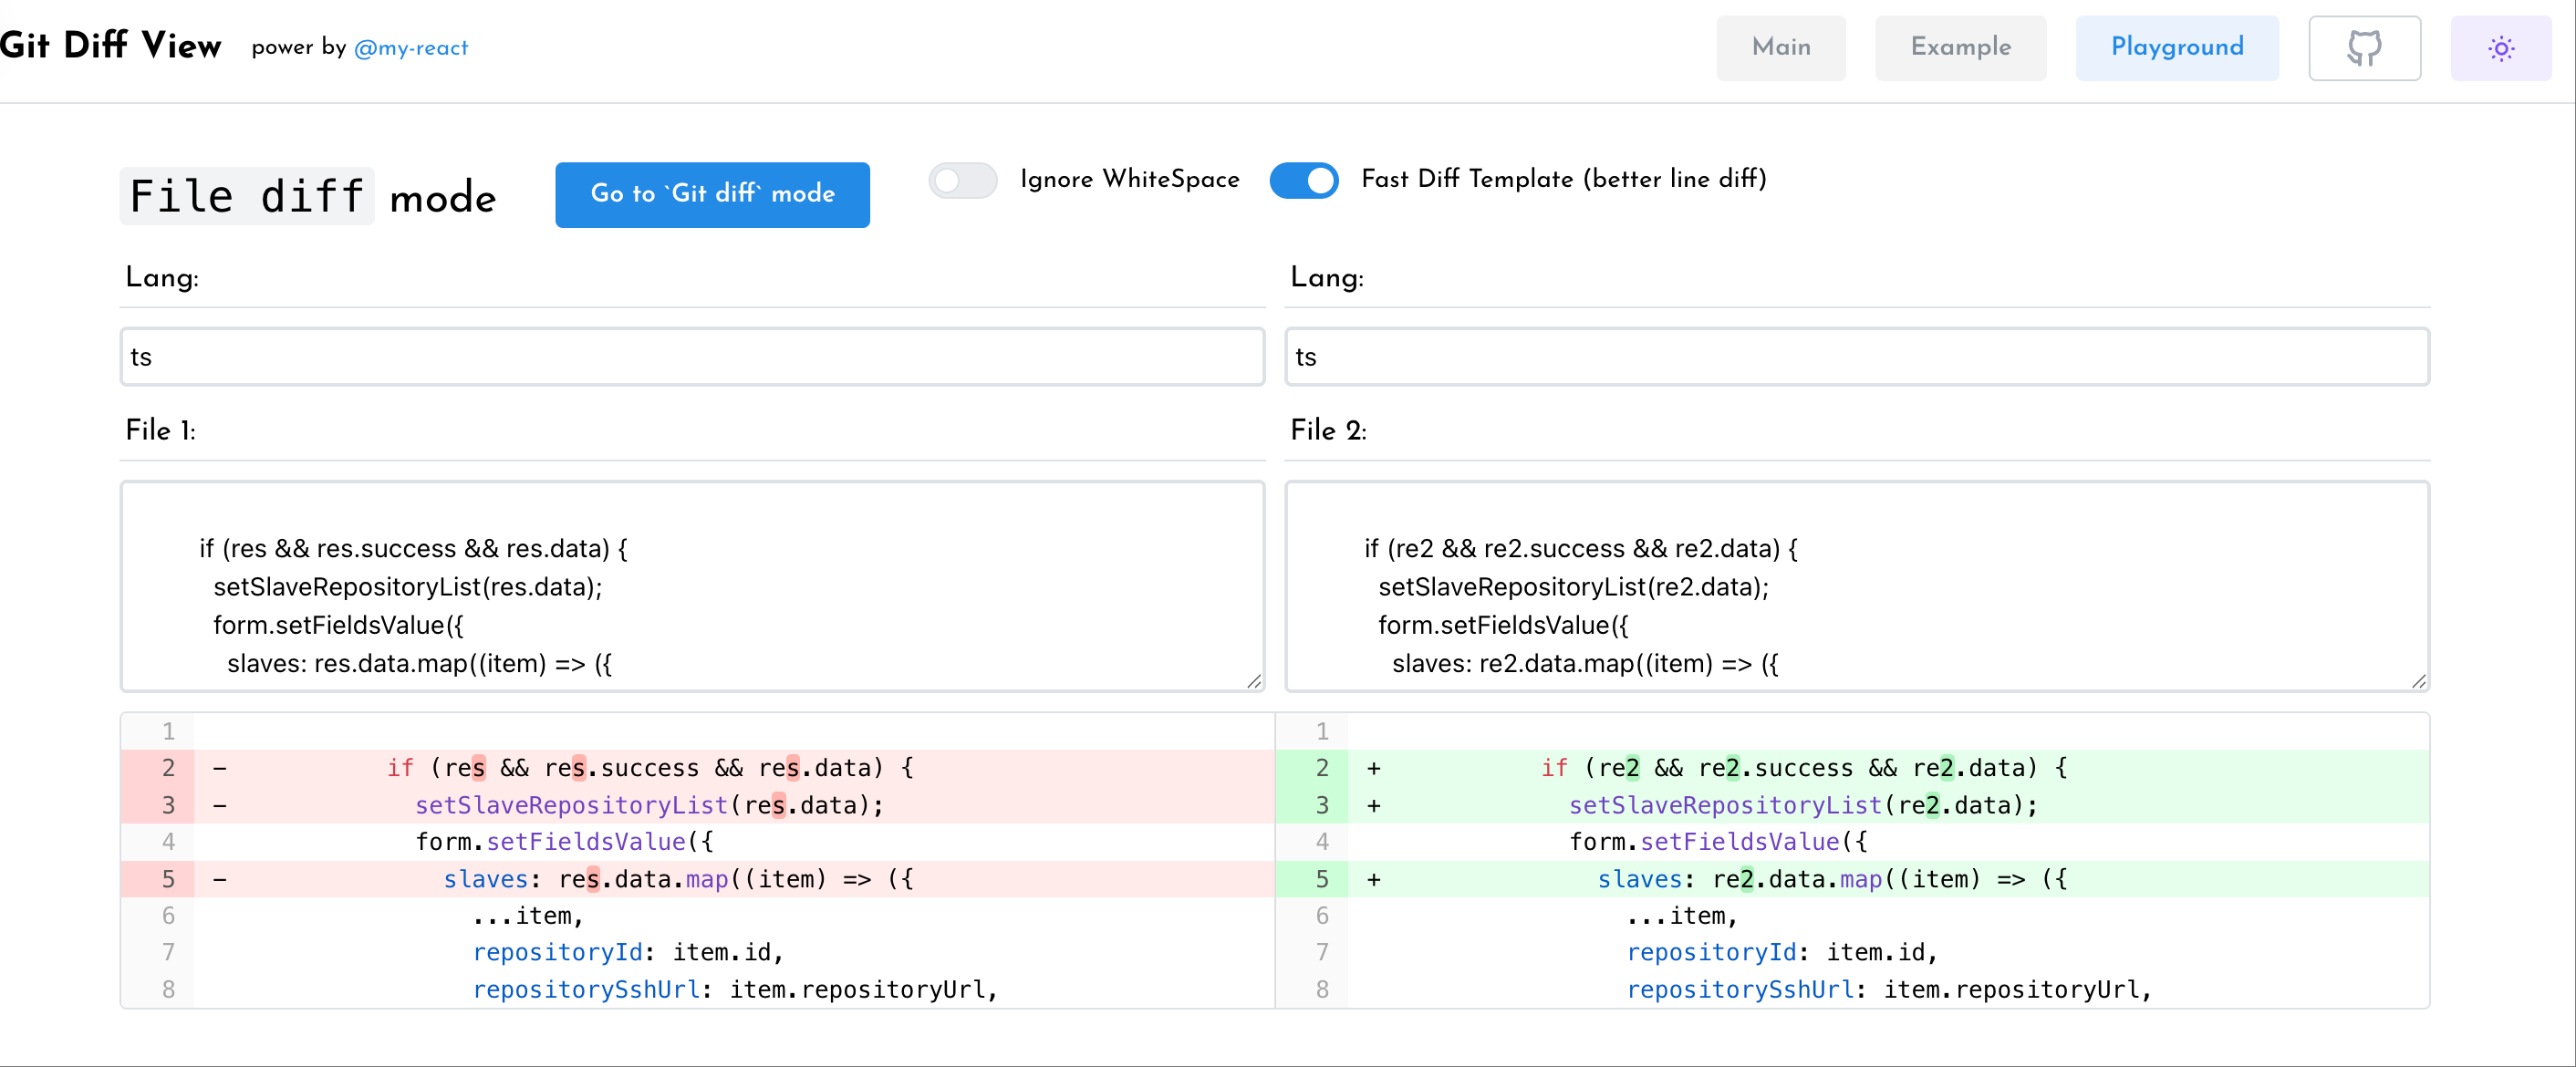 Git Diff View power by @my-react Main Example Playground
File diff mode Go to `Git diff` mode Ignore WhiteSpace Fast Diff Template (better line diff)
Lang:
ts
File 1:
if (res && res.success && res.data) {
setSlaveRepositoryList(res.data);
form.setFieldsValue({
slaves: res.data.map((item) => ({
Lang:
ts
File 2:
if (re2 && re2.success && re2.data) {
setSlaveRepositoryList(re2.data);
form.setFieldsValue({
slaves: re2.data.map((item) => ({
1
2 - if (res && res.success && res.data) {
3 - setSlaveRepositoryList(res.data);
4 form.setFieldsValue({
5 - slaves: res.data.map((item) => ({
6 ...item,
7 repositoryId: item.id,
8 repositorySshUrl: item.repositoryUrl,
1
2 + if (re2 && re2.success && re2.data) {
3 + setSlaveRepositoryList(re2.data);
4 form.setFieldsValue({
5 + slaves: re2.data.map((item) => ({
6 ...item,
7 repositoryId: item.id,
8 repositorySshUrl: item.repositoryUrl,